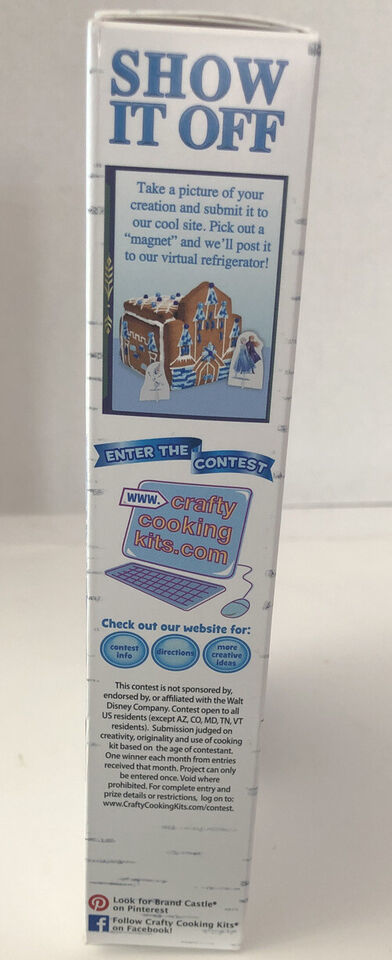 SHOW
IT OFF
Take a picture of your
creation and submit it to
our cool site. Pick out a
"magnet" and we'll post it
to our virtual refrigerator!
ENTER THE
CONTEST
www.
crafty
cooking
kits.com
Check out our website for:
contest
info
directions
more
creative
ideas
This contest is not sponsored by,
endorsed by, or affiliated with the Walt
Disney Company. Contest open to all
US residents (except AZ, CO, MD, TN, VT
residents). Submission judged on
creativity, originality and use of cooking
kit based on the age of contestant.
One winner each month from entries
received that month. Project can only
be entered once. Void where
prohibited. For complete entry and
prize details or restrictions, log on to:
www.CraftyCookingKits.com/contest.
Look for Brand Castle®
on Pinterest
Follow Crafty Cooking Kits®
on Facebook!